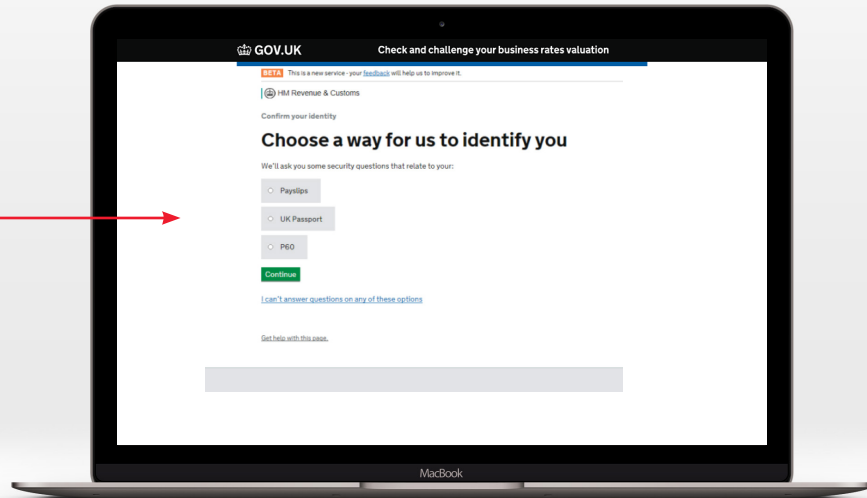 GOV.UK Check and challenge your business rates valuation
BETA This is a new service - your feedback will help us to improve it.
HM Revenue & Customs
Confirm your identity
Choose a way for us to identify you
We'll ask you some security questions that relate to your:
Payslips
UK Passport
P60
Continue
I can't answer questions on any of these options
Get help with this page.
MacBook